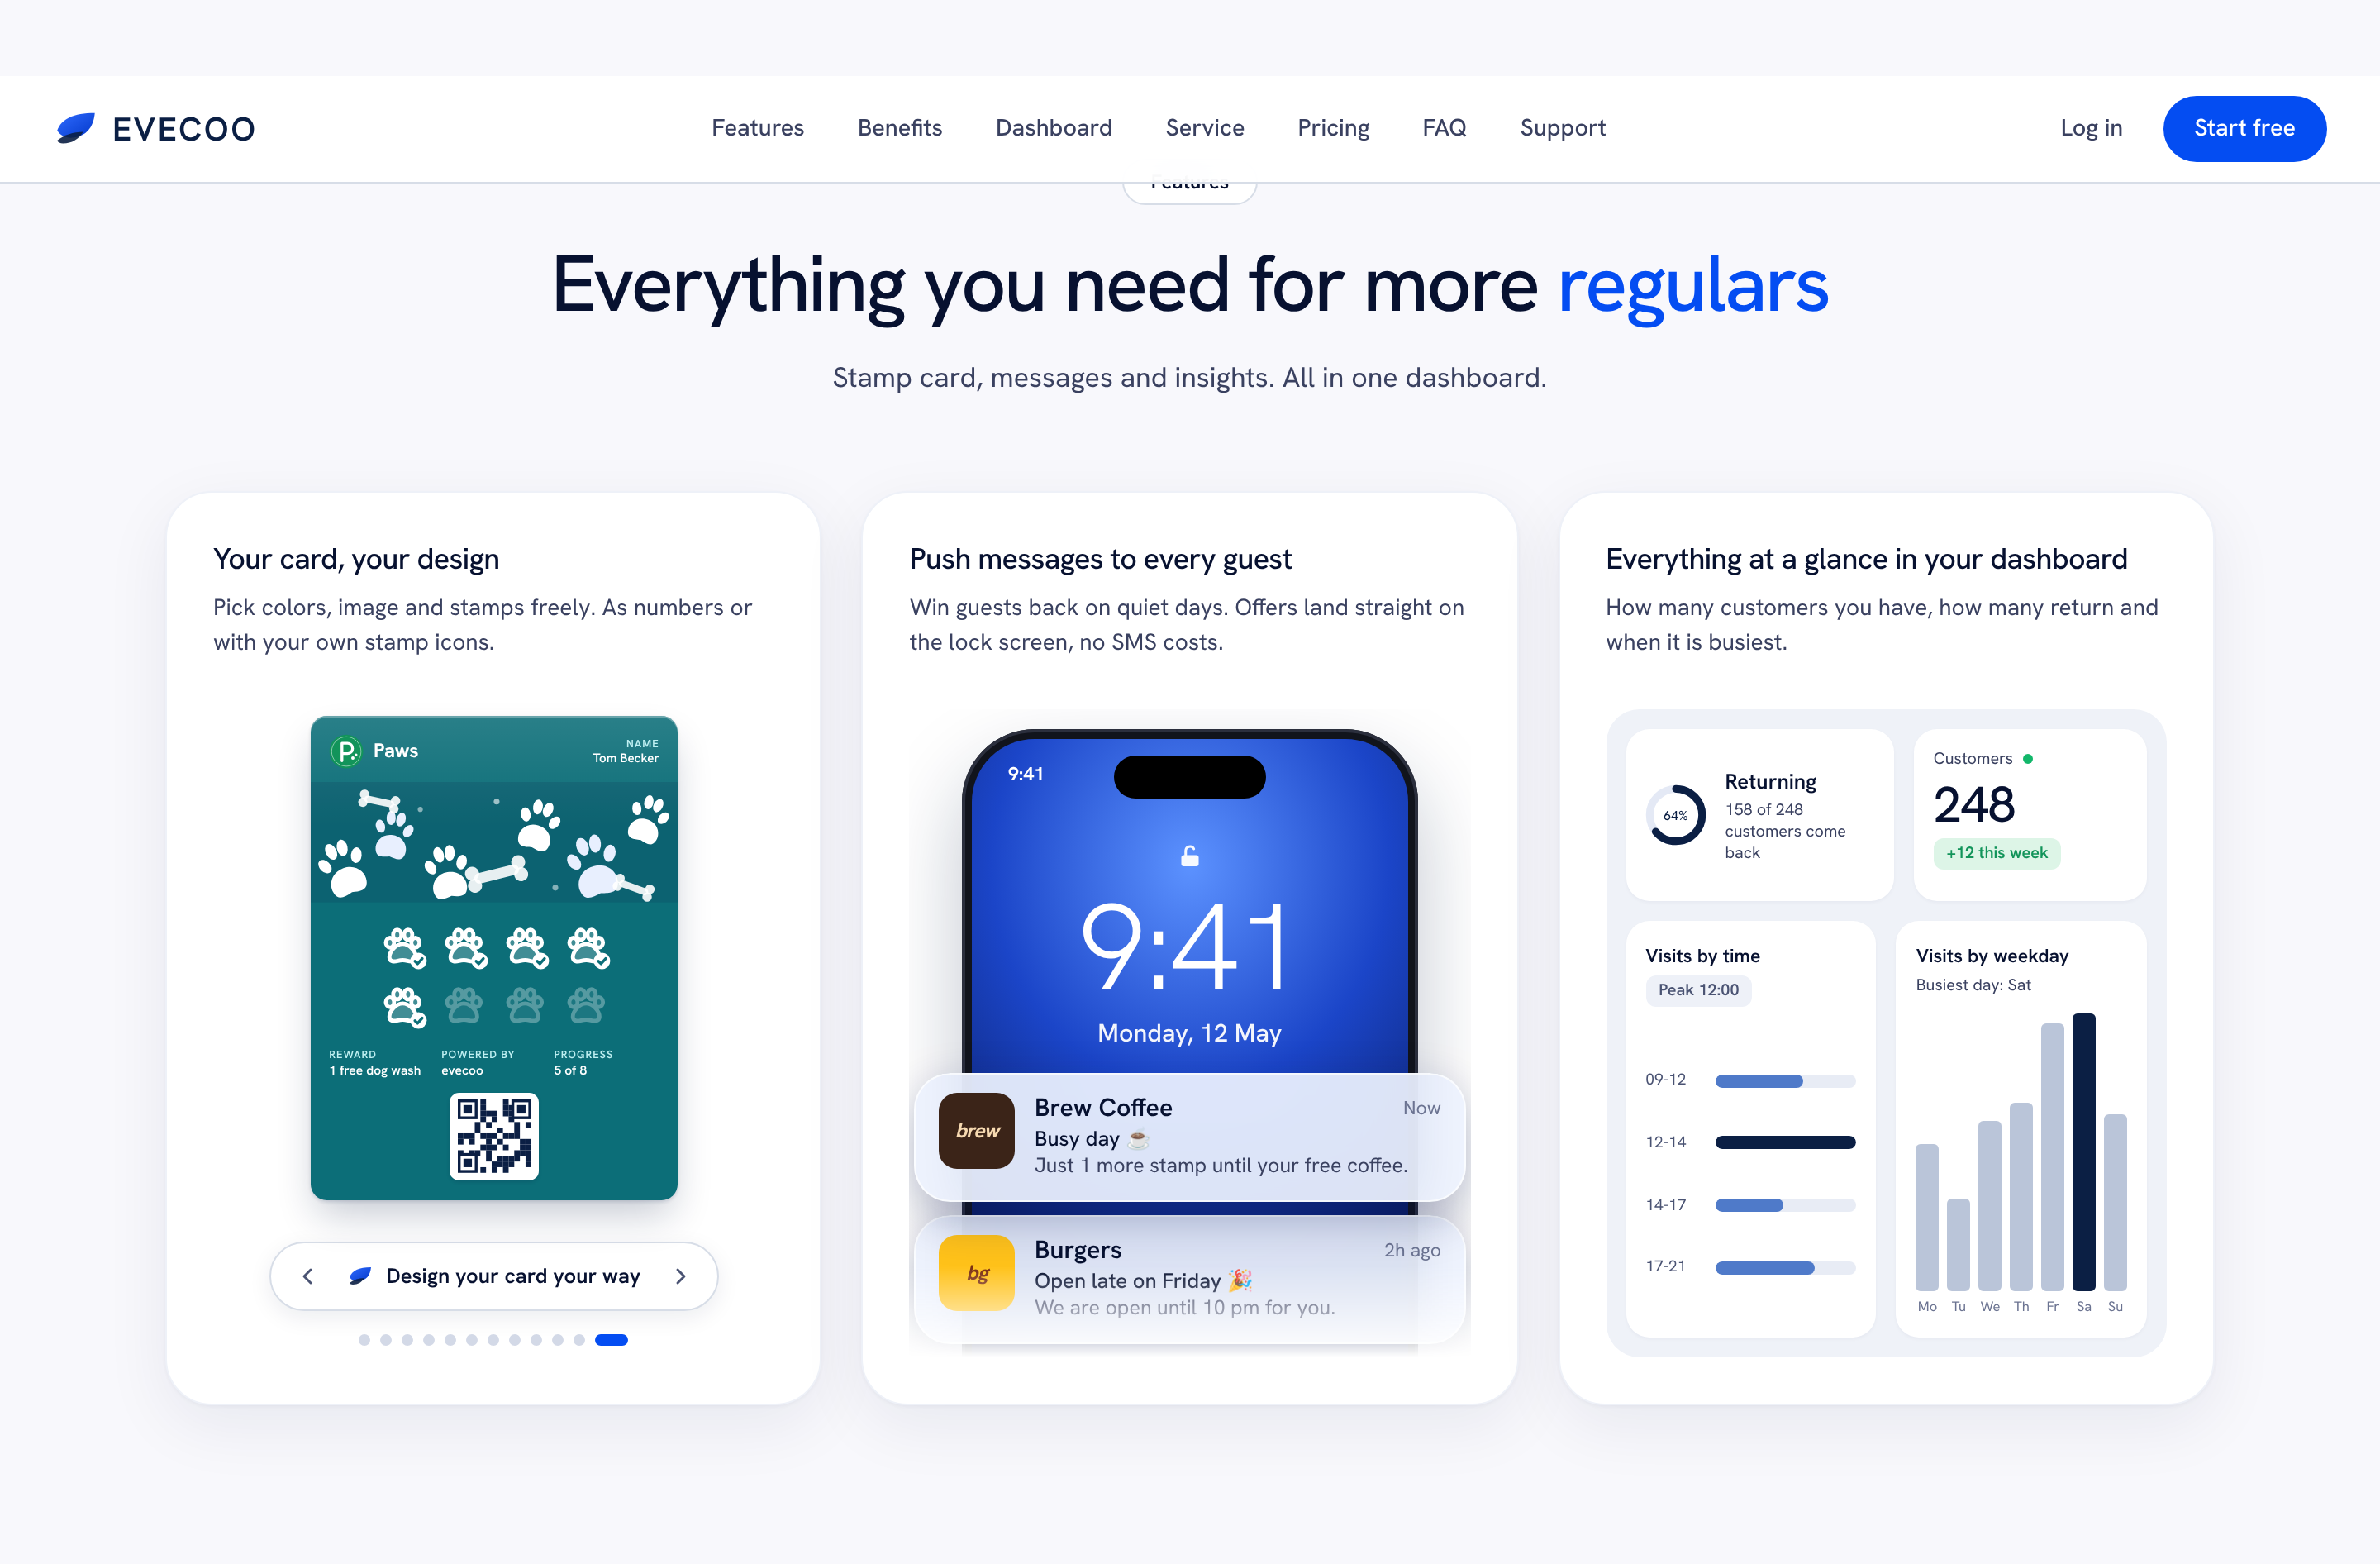 EVECOO
Features
Benefits
Dashboard
Service
Pricing
FAQ
Support
Log in
Start free
Features
Everything you need for more regulars
Stamp card, messages and insights. All in one dashboard.
Your card, your design
Pick colors, image and stamps freely. As numbers or
with your own stamp icons.
P.
Paws
NAME
Tom Becker
REWARD
1 free dog wash
POWERED BY
evecoo
PROGRESS
5 of 8
Design your card your way
Push messages to every guest
Win guests back on quiet days. Offers land straight on
the lock screen, no SMS costs.
9:41
9:41
Monday, 12 May
brew
Brew Coffee
Now
Busy day ☕
Just 1 more stamp until your free coffee.
bg
Burgers
2h ago
Open late on Friday 🎉
We are open until 10 pm for you.
Everything at a glance in your dashboard
How many customers you have, how many return and
when it is busiest.
64%
Returning
158 of 248
customers come
back
Customers
248
+12 this week
Visits by time
Peak 12:00
09-12
12-14
14-17
17-21
Visits by weekday
Busiest day: Sat
Mo Tu We Th Fr Sa Su